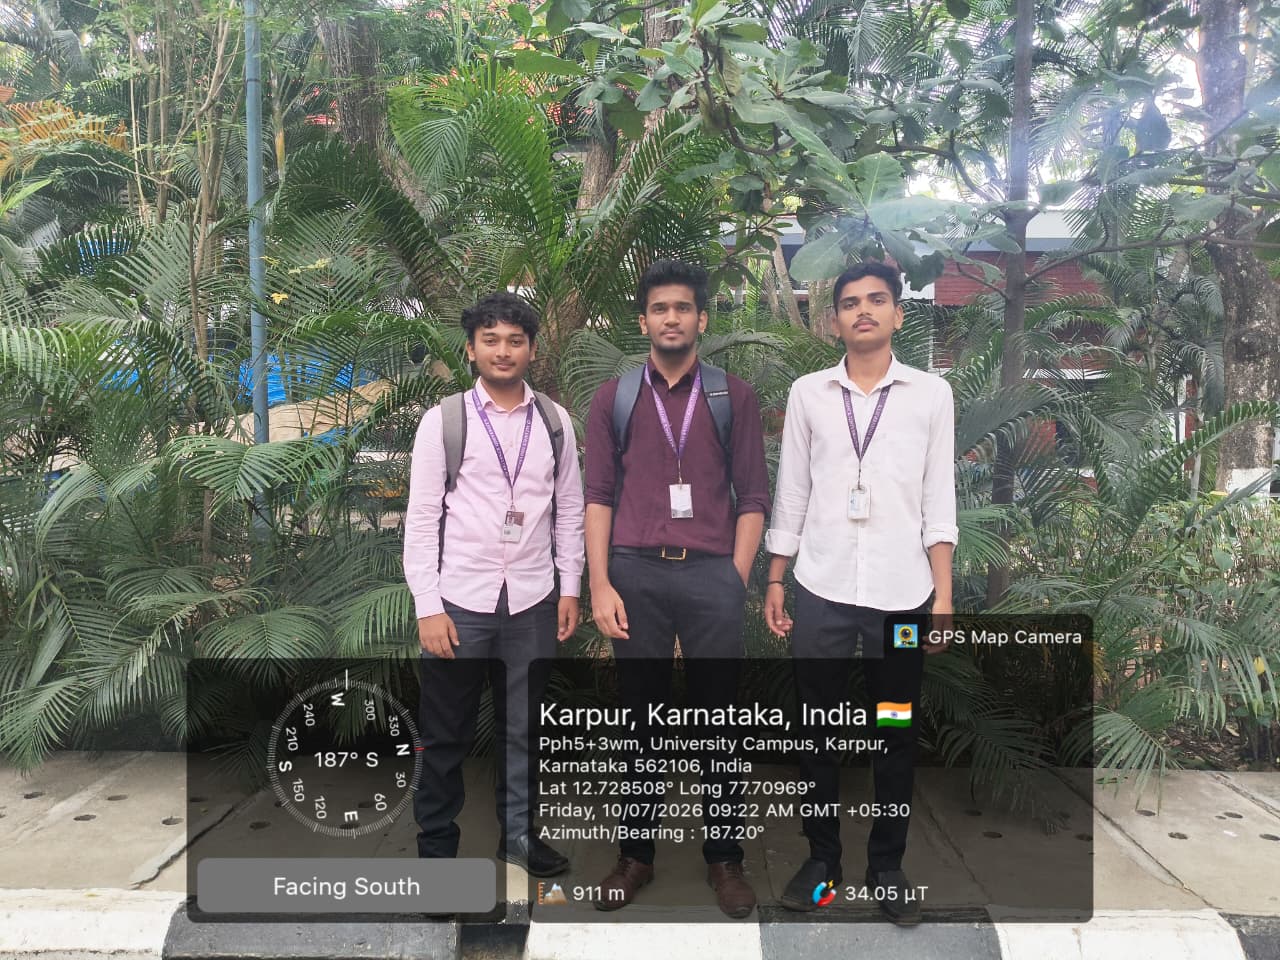 GPS Map Camera
Karpur, Karnataka, India
Pph5+3wm, University Campus, Karpur,
Karnataka 562106, India
Lat 12.728508° Long 77.70969°
Friday, 10/07/2026 09:22 AM GMT +05:30
Azimuth/Bearing : 187.20°
911 m
34.05 µT
W
300
330
N
30
60
E
120
150
S
210
240
187° S
Facing South